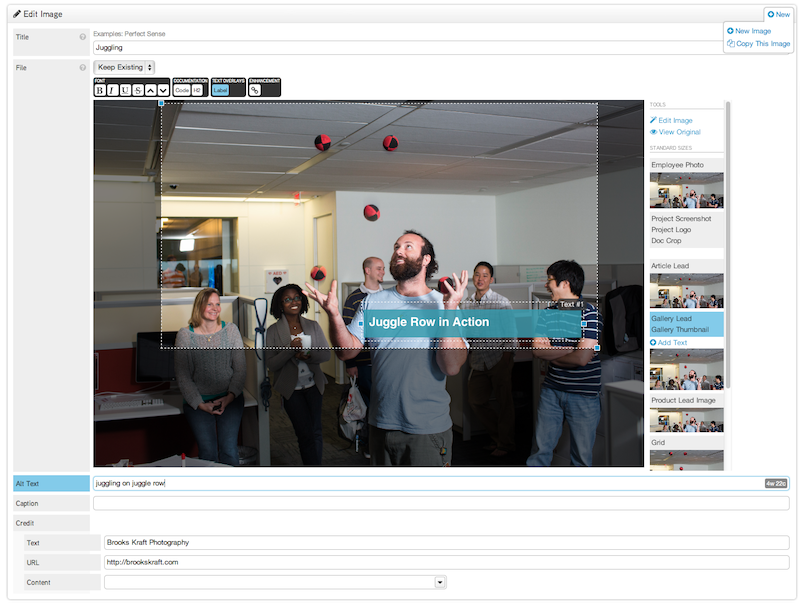 Edit Image
New
New Image
Copy This Image
Title
Examples: Perfect Sense
Juggling
File
Keep Existing
FONT
DOCUMENTATION
TEXT OVERLAYS
ENHANCEMENT
B I U S
Code H2
Label
TOOLS
Edit Image
View Original
STANDARD SIZES
Employee Photo
Project Screenshot
Project Logo
Doc Crop
Article Lead
Gallery Lead
Gallery Thumbnail
Add Text
Product Lead Image
Grid
AED
Text #1
Juggle Row in Action
Alt Text
juggling on juggle row
4w 22c
Caption
Credit
Text
Brooks Kraft Photography
URL
http://brookskraft.com
Content